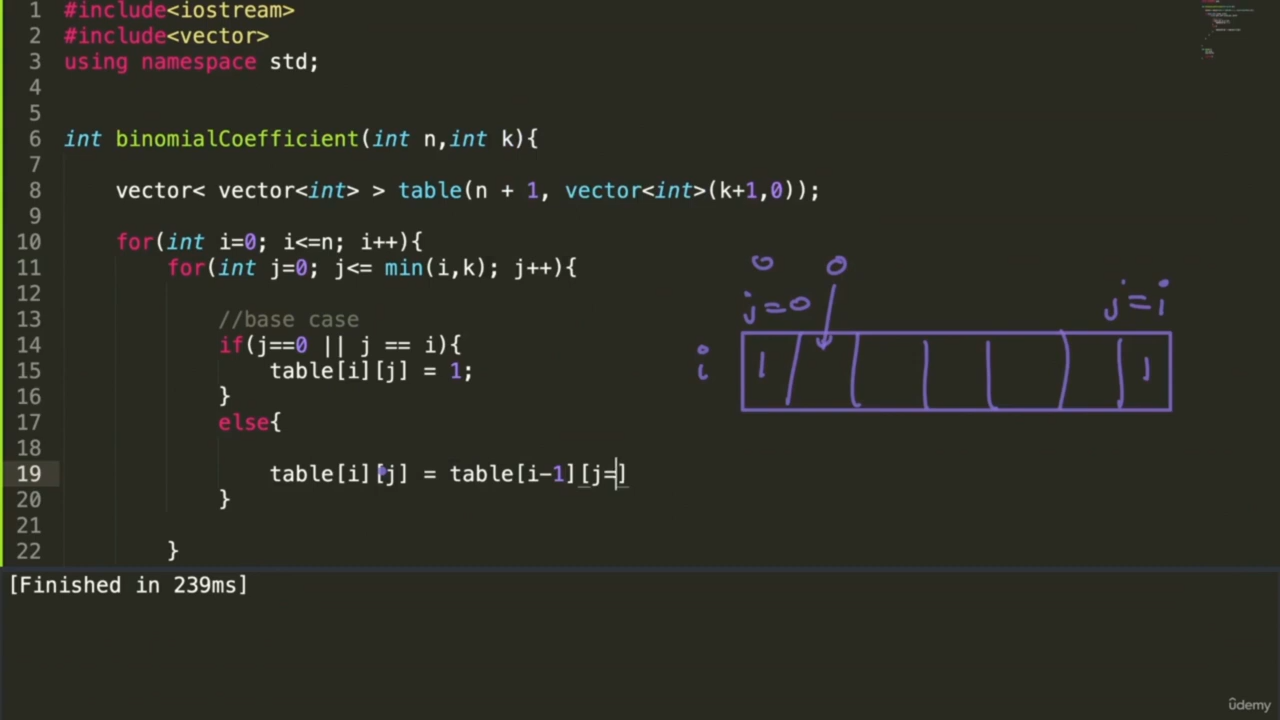 1 #include<iostream>
2 #include<vector>
3 using namespace std;
4
5
6 int binomialCoefficient(int n,int k){
7
8 vector< vector<int> > table(n + 1, vector<int>(k+1,0));
9
10 for(int i=0; i<=n; i++){
11 for(int j=0; j<= min(i,k); j++){
12
13 //base case
14 if(j==0 || j == i){
15 table[i][j] = 1;
16 }
17 else{
18
19 table[i][j] = table[i-1][j=]
20 }
21
22 }
0 0
j=0 j=i
i 1 1
[Finished in 239ms]
ûdemy